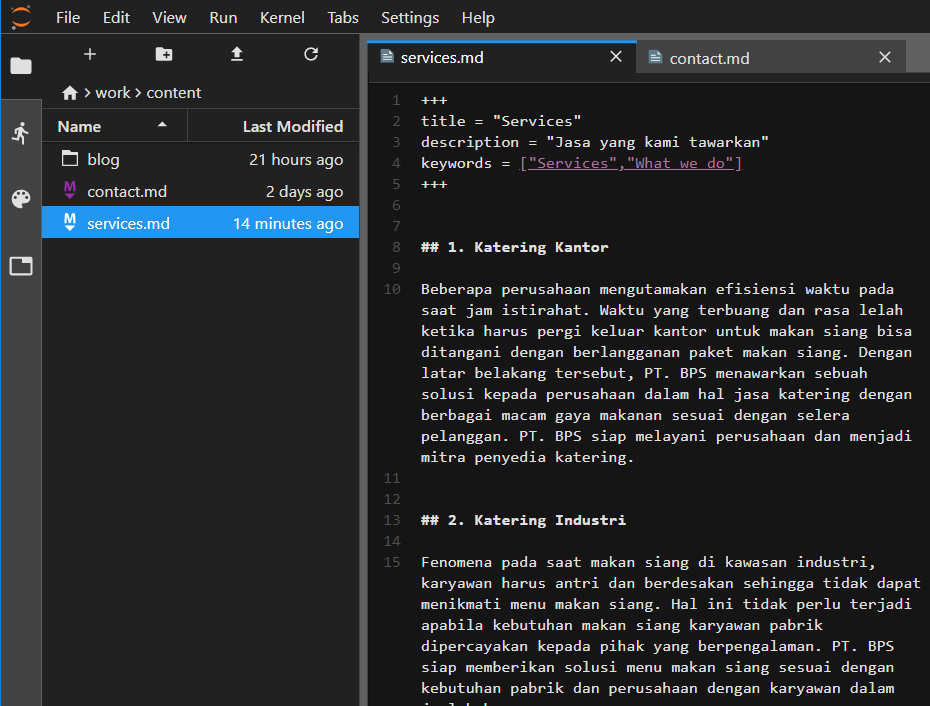 File Edit View Run Kernel Tabs Settings Help
work content
Name Last Modified
blog 21 hours ago
contact.md 2 days ago
services.md 14 minutes ago
services.md contact.md
1 +++
2 title = "Services"
3 description = "Jasa yang kami tawarkan"
4 keywords = ["Services","What we do"]
5 +++
6
7
8 ## 1. Katering Kantor
9
10 Beberapa perusahaan mengutamakan efisiensi waktu pada
saat jam istirahat. Waktu yang terbuang dan rasa lelah
ketika harus pergi keluar kantor untuk makan siang bisa
ditangani dengan berlangganan paket makan siang. Dengan
latar belakang tersebut, PT. BPS menawarkan sebuah
solusi kepada perusahaan dalam hal jasa katering dengan
berbagai macam gaya makanan sesuai dengan selera
pelanggan. PT. BPS siap melayani perusahaan dan menjadi
mitra penyedia katering.
11
12
13 ## 2. Katering Industri
14
15 Fenomena pada saat makan siang di kawasan industri,
karyawan harus antri dan berdesakan sehingga tidak dapat
menikmati menu makan siang. Hal ini tidak perlu terjadi
apabila kebutuhan makan siang karyawan pabrik
dipercayakan kepada pihak yang berpengalaman. PT. BPS
siap memberikan solusi menu makan siang sesuai dengan
kebutuhan pabrik dan perusahaan dengan karyawan dalam